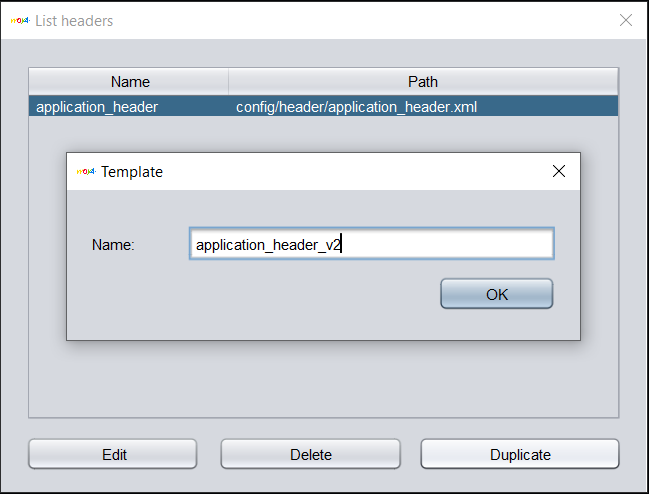 List headers
Name Path
application_header config/header/application_header.xml
Template
Name: application_header_v2
OK
Edit Delete Duplicate